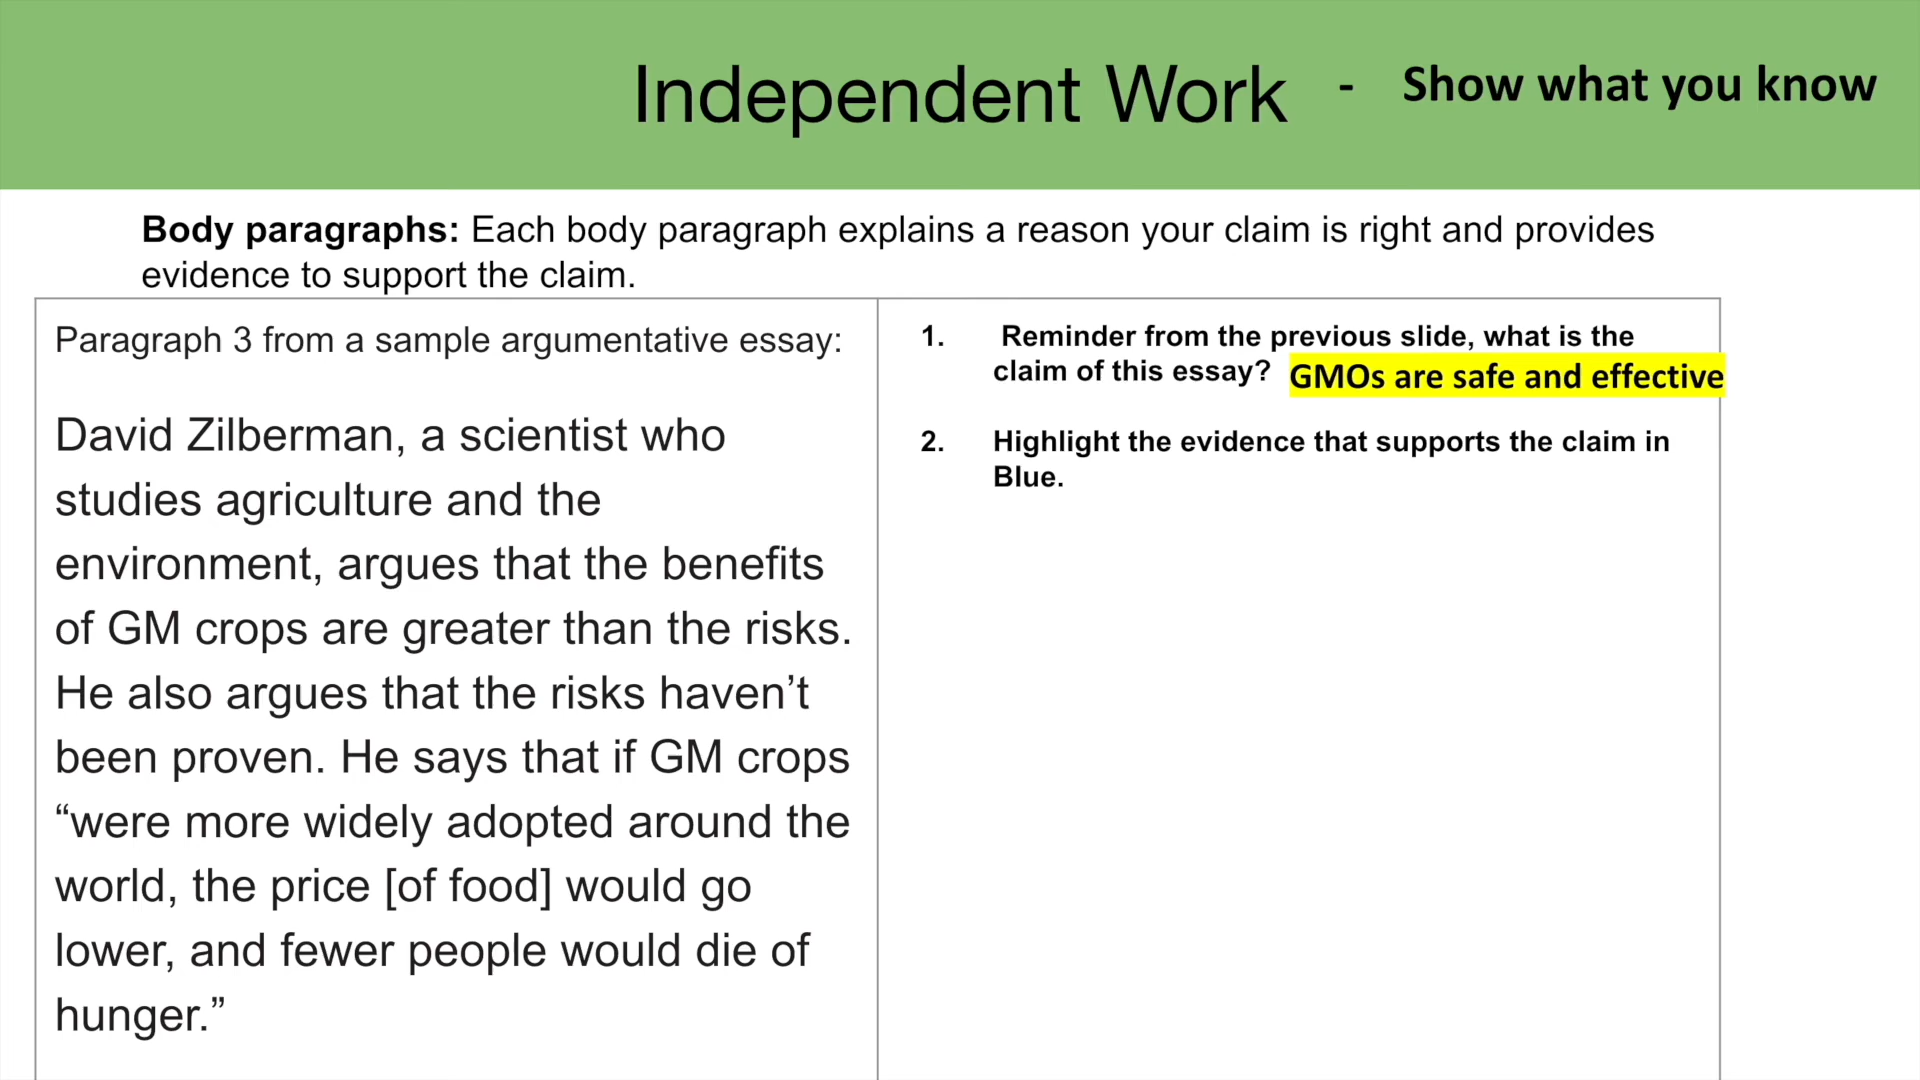 Independent Work - Show what you know
Body paragraphs: Each body paragraph explains a reason your claim is right and provides
evidence to support the claim.
Paragraph 3 from a sample argumentative essay:
David Zilberman, a scientist who
studies agriculture and the
environment, argues that the benefits
of GM crops are greater than the risks.
He also argues that the risks haven’t
been proven. He says that if GM crops
“were more widely adopted around the
world, the price [of food] would go
lower, and fewer people would die of
hunger.”
1. Reminder from the previous slide, what is the
claim of this essay? GMOs are safe and effective
2. Highlight the evidence that supports the claim in
Blue.